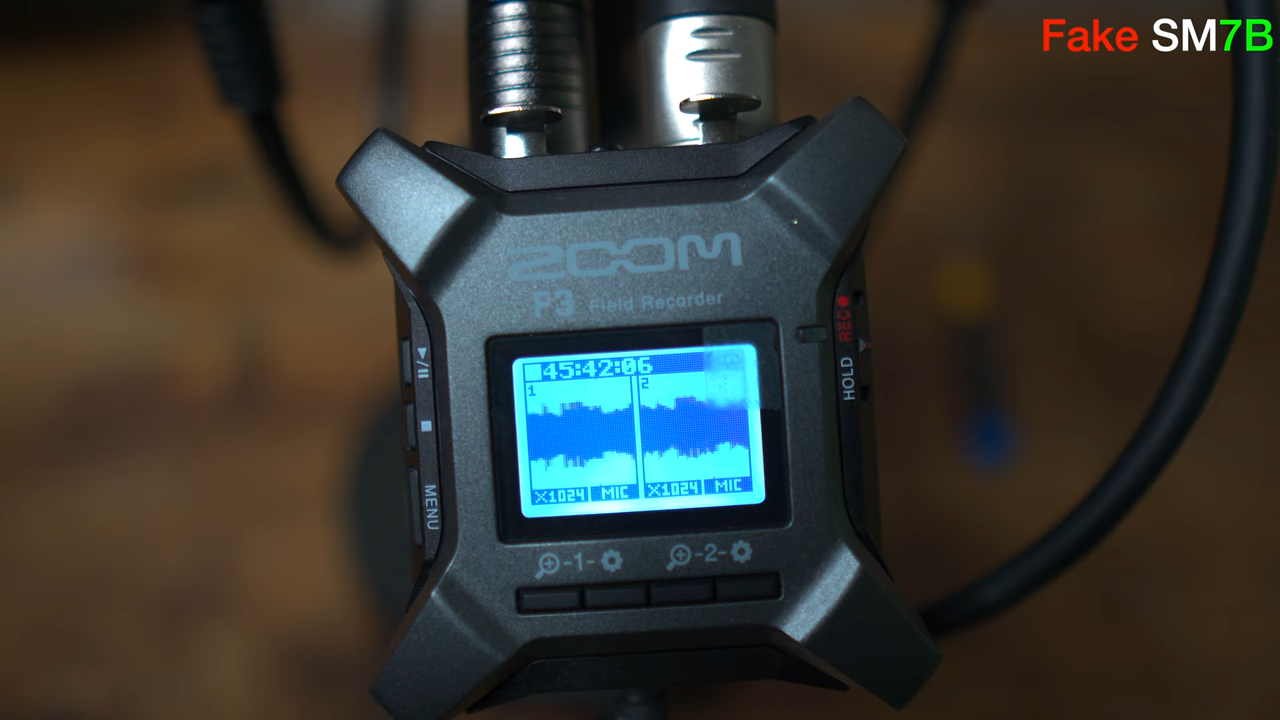 Fake SM7B
ZOOM
F3 Field Recorder
HOLD REC
45:42:06
1 2
X1024 MIC X1024 MIC
MENU
-1- -2-